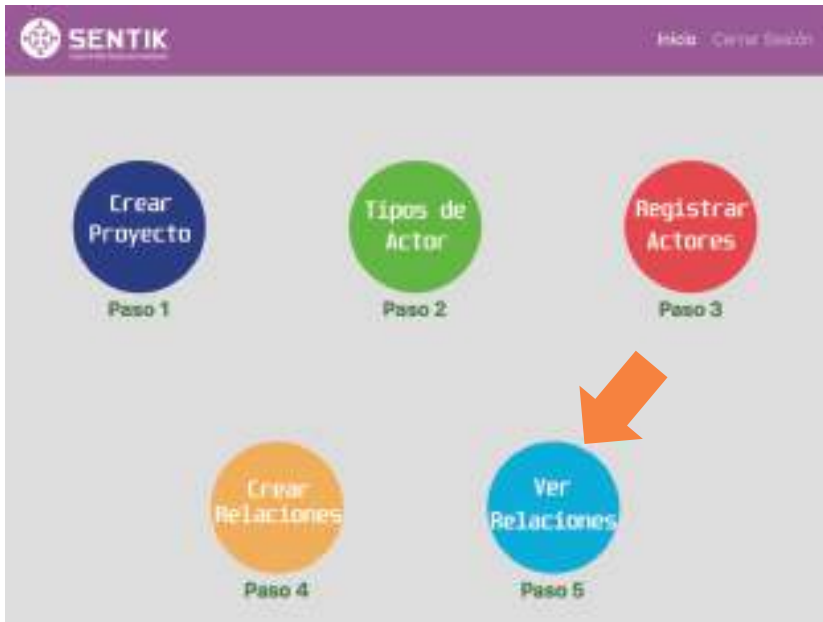 SENTIK
Inicio Cerrar Sesión
Crear
Proyecto
Paso 1
Tipos de
Actor
Paso 2
Registrar
Actores
Paso 3
Crear
Relaciones
Paso 4
Ver
Relaciones
Paso 5